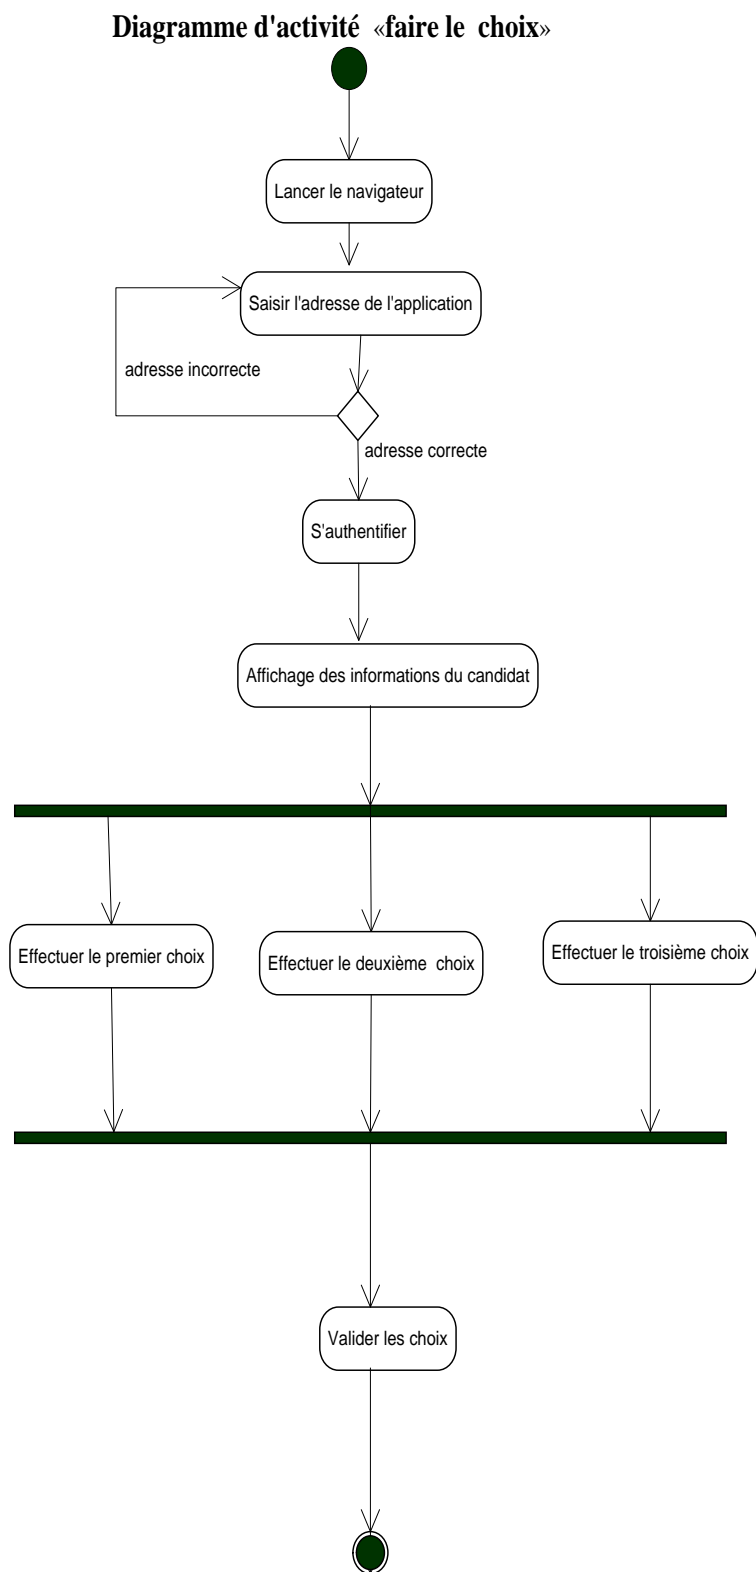 Diagramme d'activité «faire le choix»
Lancer le navigateur
Saisir l'adresse de l'application
adresse incorrecte
adresse correcte
S'authentifier
Affichage des informations du candidat
Effectuer le premier choix
Effectuer le deuxième choix
Effectuer le troisième choix
Valider les choix